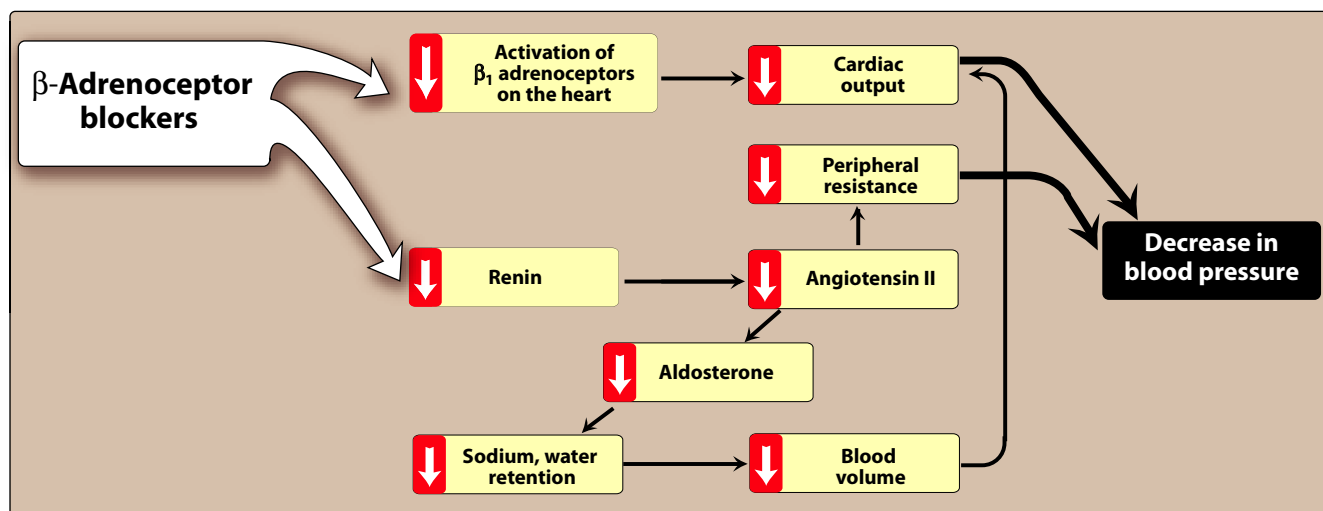 β-Adrenoceptor
blockers
Activation of
β₁ adrenoceptors
on the heart
Cardiac
output
Peripheral
resistance
Renin
Angiotensin II
Decrease in
blood pressure
Aldosterone
Sodium, water
retention
Blood
volume